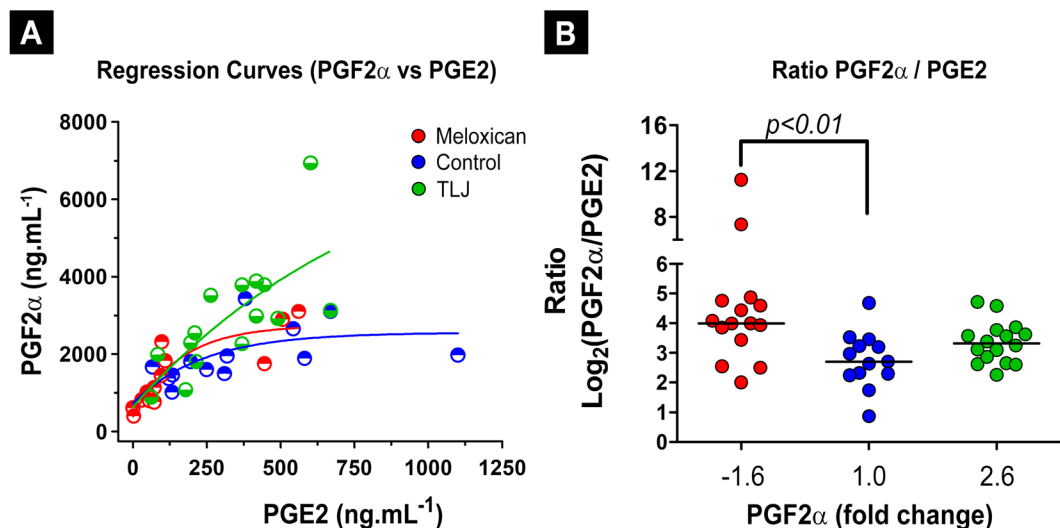 A
Regression Curves (PGF2α vs PGE2)
8000
6000
4000
2000
0
PGF2α (ng.mL-1)
Meloxican
Control
TLJ
0 250 500 750 1000 1250
PGE2 (ng.mL-1)
B
Ratio PGF2α / PGE2
p<0.01
16
12
8
6
5
4
3
2
1
0
Ratio
Log2(PGF2α/PGE2)
-1.6 1.0 2.6
PGF2α (fold change)